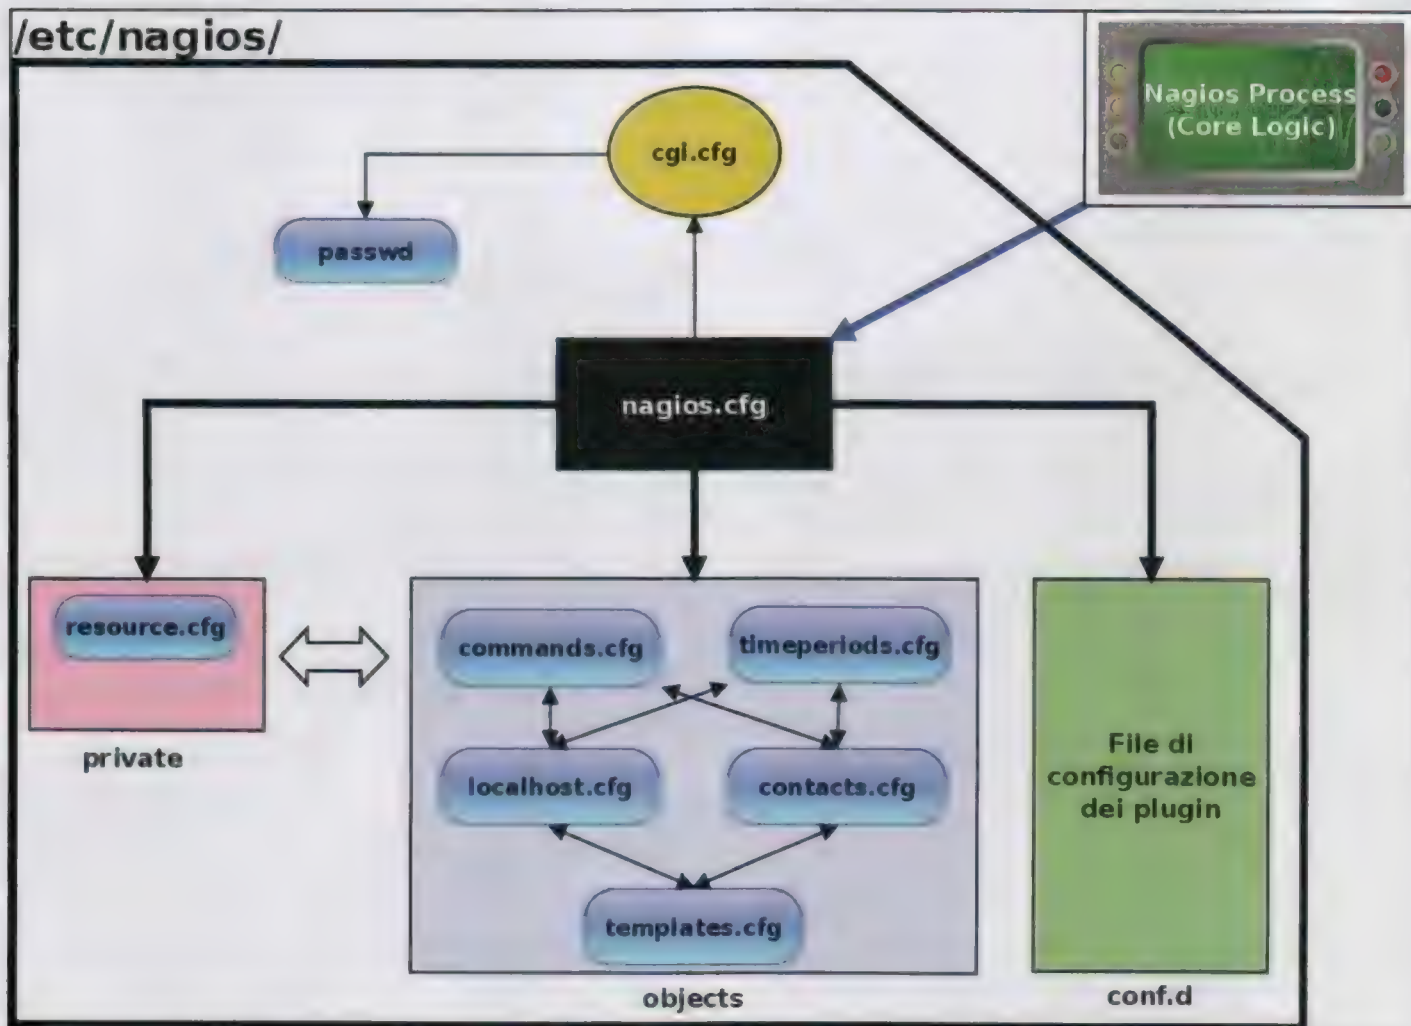 /etc/nagios/
Nagios Process
(Core Logic)
cgi.cfg
passwd
nagios.cfg
resource.cfg
private
commands.cfg
timeperiods.cfg
localhost.cfg
contacts.cfg
templates.cfg
objects
File di
configurazione
dei plugin
conf.d